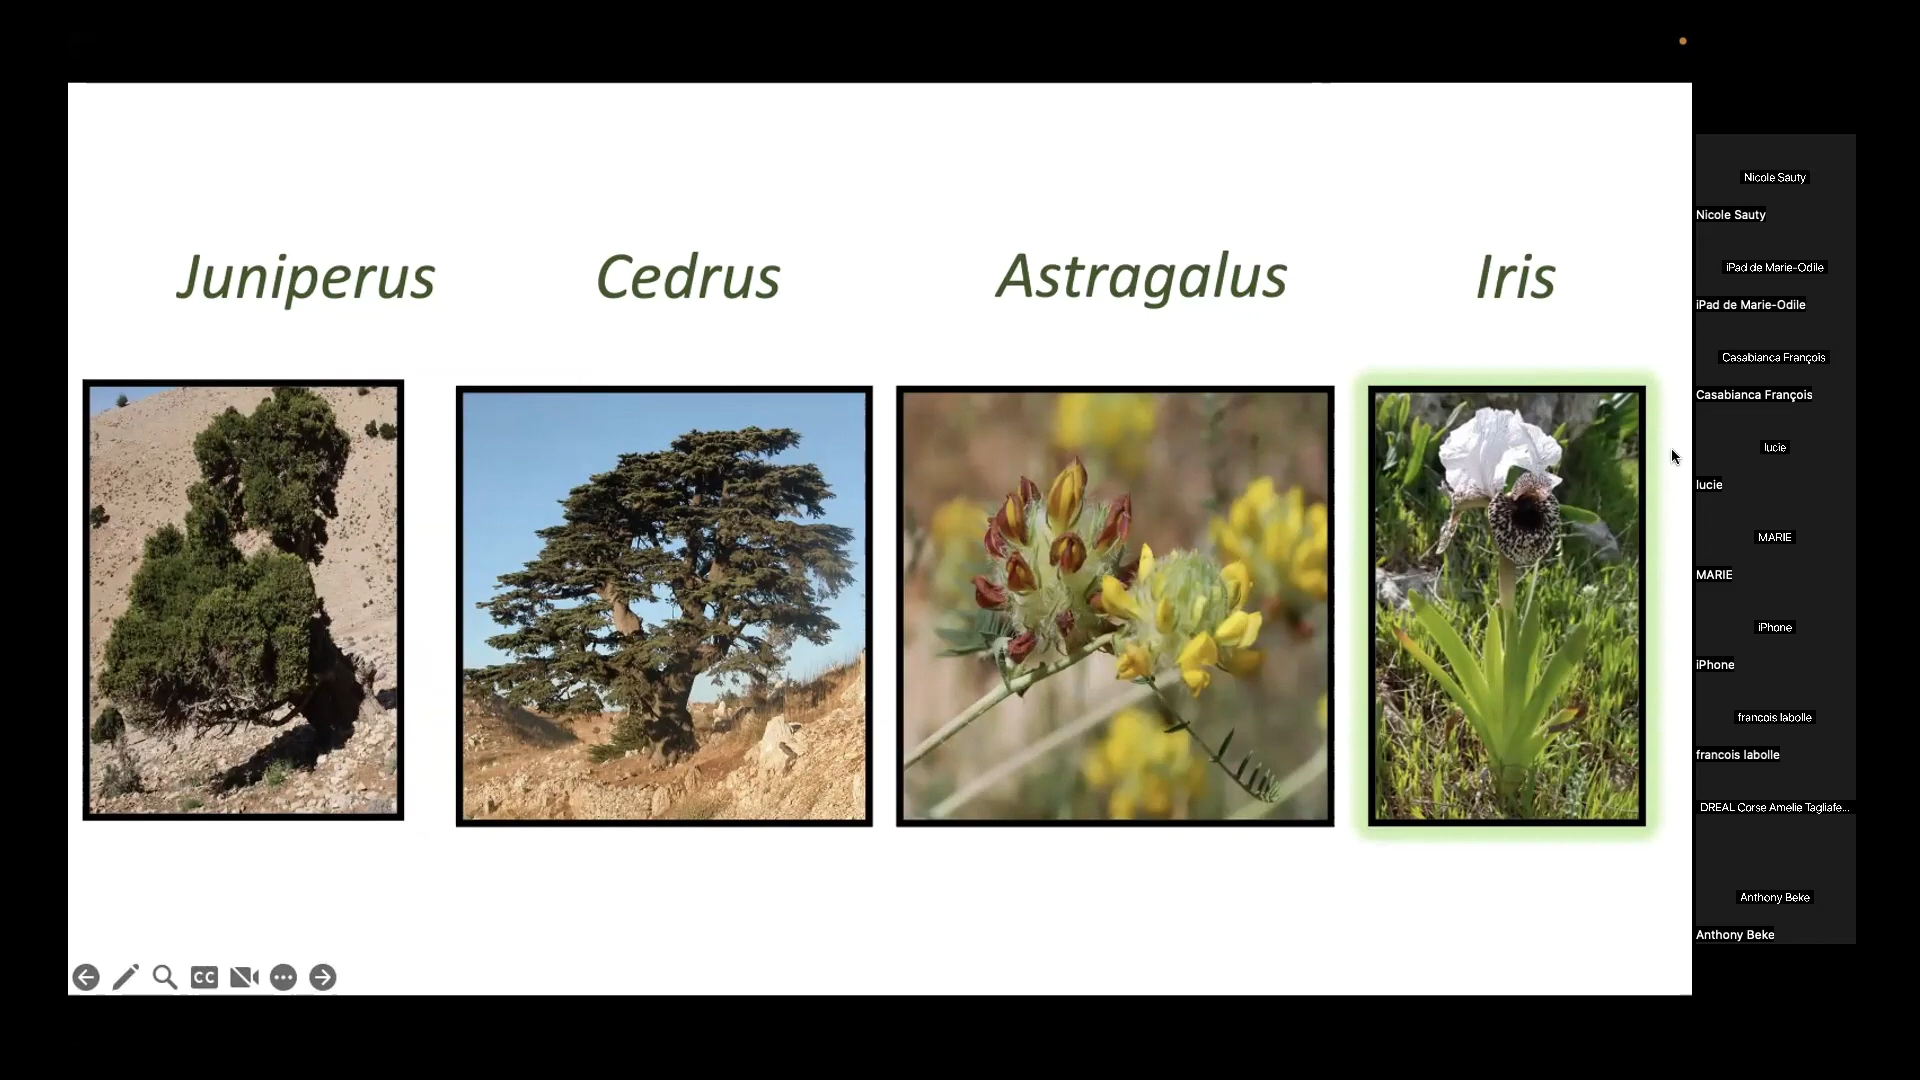 Juniperus Cedrus Astragalus Iris
Nicole Sauty
Nicole Sauty
iPad de Marie-Odile
iPad de Marie-Odile
Casabianca François
Casabianca François
lucie
lucie
MARIE
MARIE
iPhone
iPhone
francois labolle
francois labolle
DREAL Corse Amelie Tagliafe...
Anthony Beke
Anthony Beke
CC